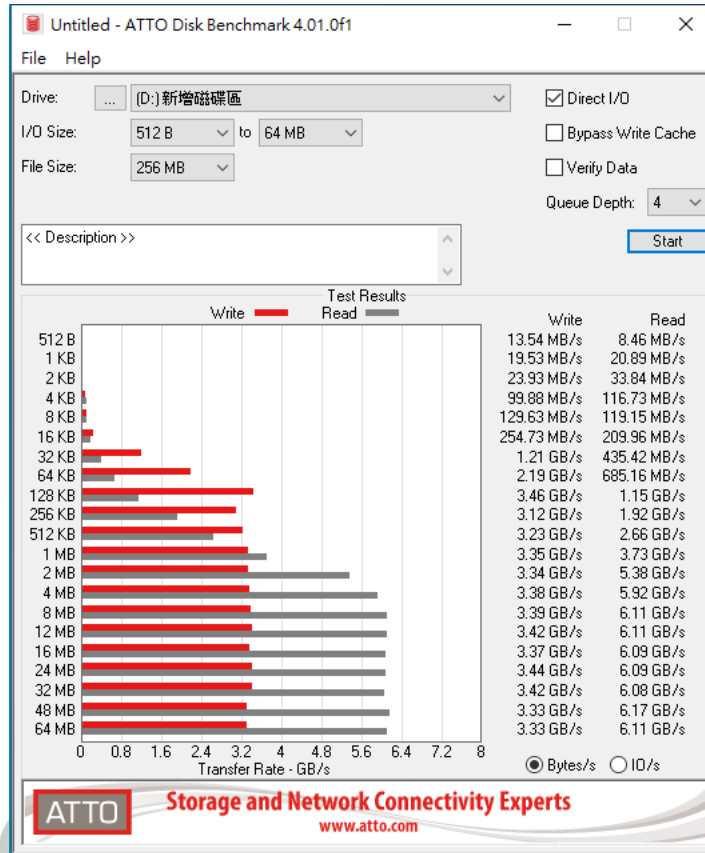 Untitled - ATTO Disk Benchmark 4.01.0f1
File Help
Drive: ... (D:)新增磁碟區
Direct I/O
I/O Size: 512 B to 64 MB
Bypass Write Cache
File Size: 256 MB
Verify Data
Queue Depth: 4
<< Description >>
Start
Test Results
Write Read Write Read
512 B 13.54 MB/s 8.46 MB/s
1 KB 19.53 MB/s 20.89 MB/s
2 KB 23.93 MB/s 33.84 MB/s
4 KB 99.88 MB/s 116.73 MB/s
8 KB 129.63 MB/s 119.15 MB/s
16 KB 254.73 MB/s 209.96 MB/s
32 KB 1.21 GB/s 435.42 MB/s
64 KB 2.19 GB/s 685.16 MB/s
128 KB 3.46 GB/s 1.15 GB/s
256 KB 3.12 GB/s 1.92 GB/s
512 KB 3.23 GB/s 2.66 GB/s
1 MB 3.35 GB/s 3.73 GB/s
2 MB 3.34 GB/s 5.38 GB/s
4 MB 3.38 GB/s 5.92 GB/s
8 MB 3.39 GB/s 6.11 GB/s
12 MB 3.42 GB/s 6.11 GB/s
16 MB 3.37 GB/s 6.09 GB/s
24 MB 3.44 GB/s 6.09 GB/s
32 MB 3.42 GB/s 6.08 GB/s
48 MB 3.33 GB/s 6.17 GB/s
64 MB 3.33 GB/s 6.11 GB/s
0 0.8 1.6 2.4 3.2 4 4.8 5.6 6.4 7.2 8
Transfer Rate - GB/s
Bytes/s IO/s
ATTO
Storage and Network Connectivity Experts
www.atto.com